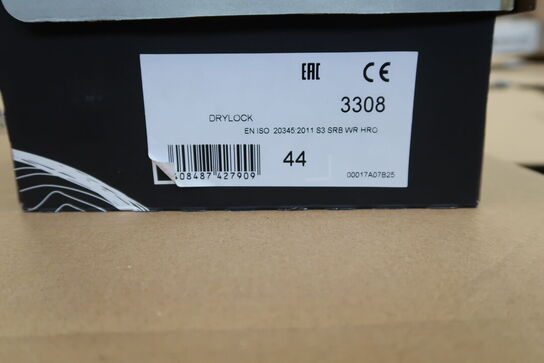 EAC CE
3308
DRYLOCK
EN ISO 20345:2011 S3 SRB WR HRO
408487 427909
44
00017A07B25